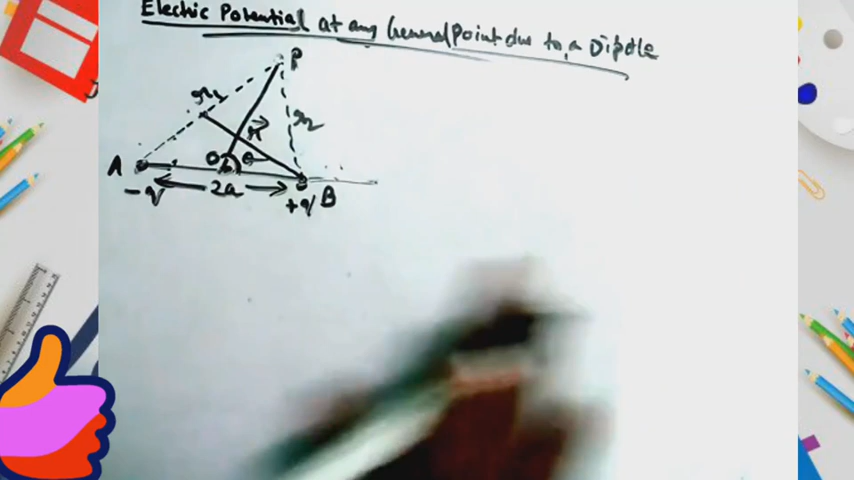 Electric Potential at any General Point due to a Dipole
P
r1
r
r2
A
O
θ
-q
2a
+q
B